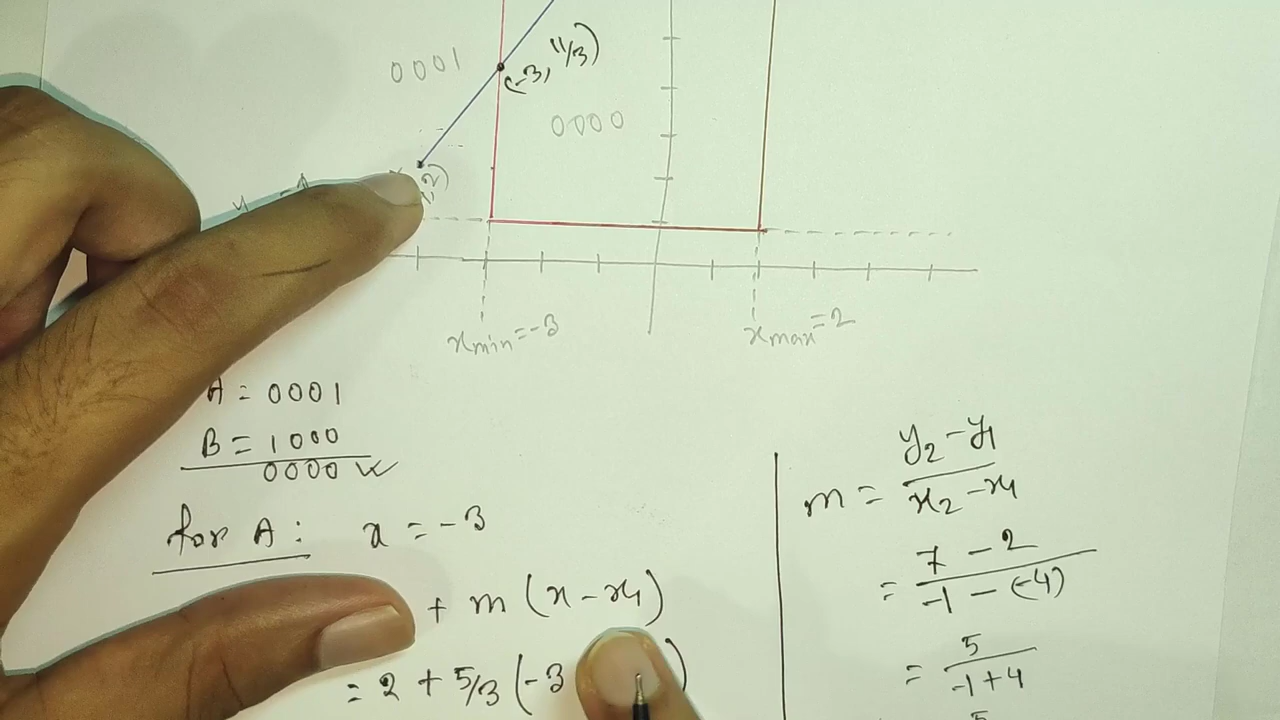 0001
(-3, 11/3)
0000
xmin=-3
xmax=2
A = 0001
B = 1000
0000
for A: x = -3
+ m(x-x1)
= 2 + 5/3 (-3
m = y2-y1 / x2-x1
= 7-2 / -1-(-4)
= 5 / -1+4